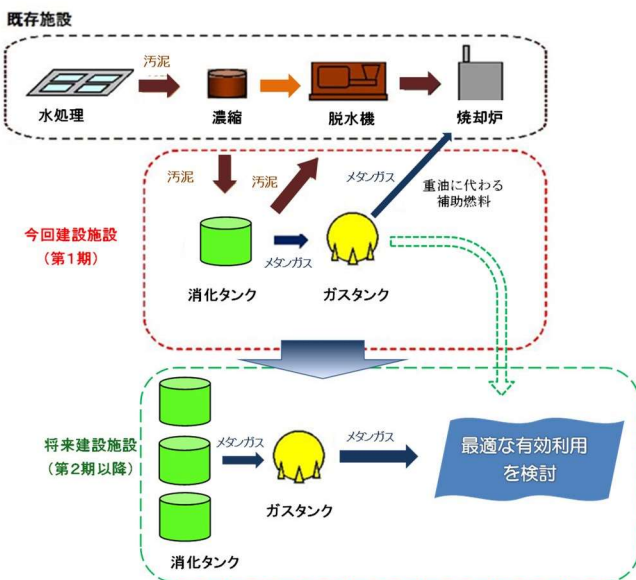 既存施設
汚泥
水処理
濃縮
脱水機
焼却炉
汚泥
汚泥
メタンガス
重油に代わる
補助燃料
今回建設施設
(第1期)
メタンガス
消化タンク
ガスタンク
将来建設施設
(第2期以降)
メタンガス
メタンガス
最適な有効利用
を検討
ガスタンク
消化タンク